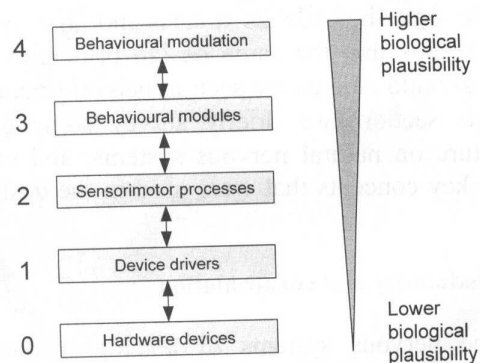 4 Behavioural modulation
Higher
biological
plausibility
3 Behavioural modules
2 Sensorimotor processes
1 Device drivers
0 Hardware devices
Lower
biological
plausibility